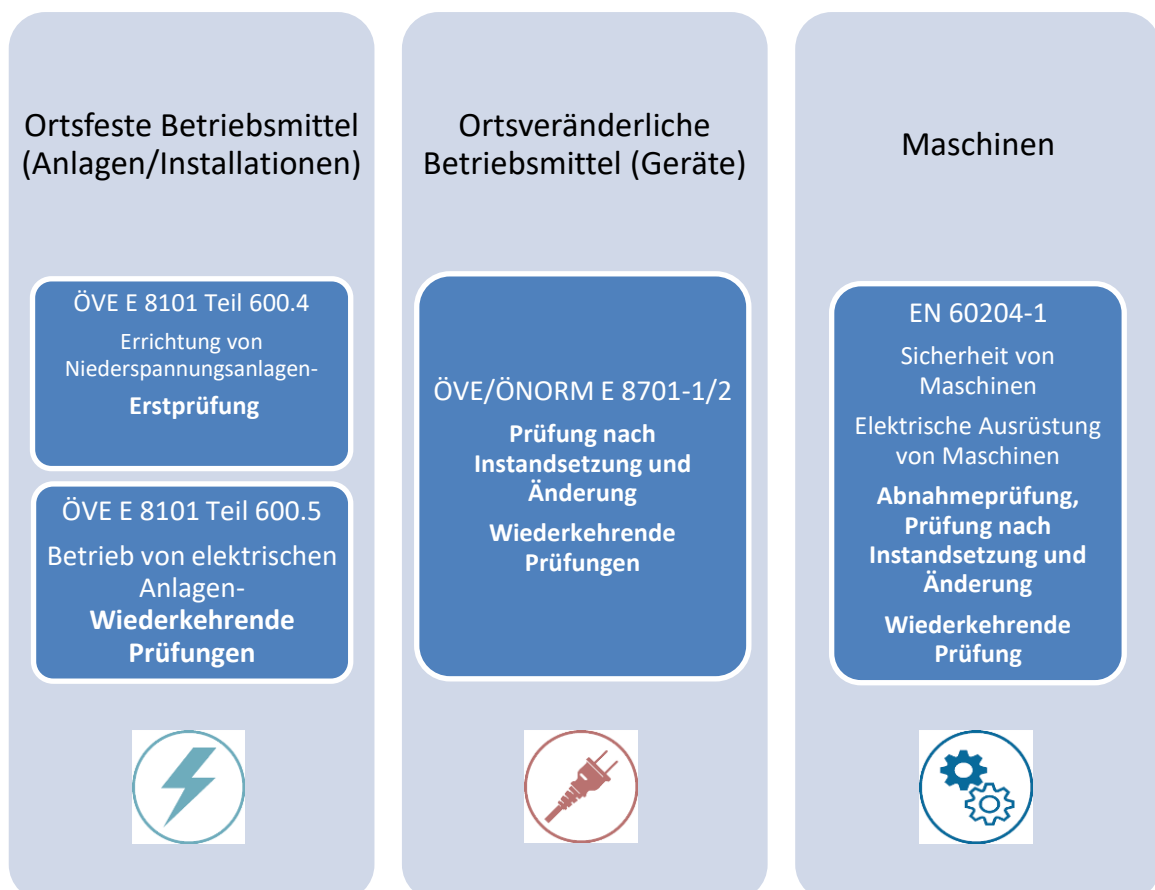 Ortsfeste Betriebsmittel
(Anlagen/Installationen)
ÖVE E 8101 Teil 600.4
Errichtung von
Niederspannungsanlagen-
Erstprüfung
ÖVE E 8101 Teil 600.5
Betrieb von elektrischen
Anlagen-
Wiederkehrende
Prüfungen
Ortsveränderliche
Betriebsmittel (Geräte)
ÖVE/ÖNORM E 8701-1/2
Prüfung nach
Instandsetzung und
Änderung
Wiederkehrende
Prüfungen
Maschinen
EN 60204-1
Sicherheit von
Maschinen
Elektrische Ausrüstung
von Maschinen
Abnahmeprüfung,
Prüfung nach
Instandsetzung und
Änderung
Wiederkehrende
Prüfung